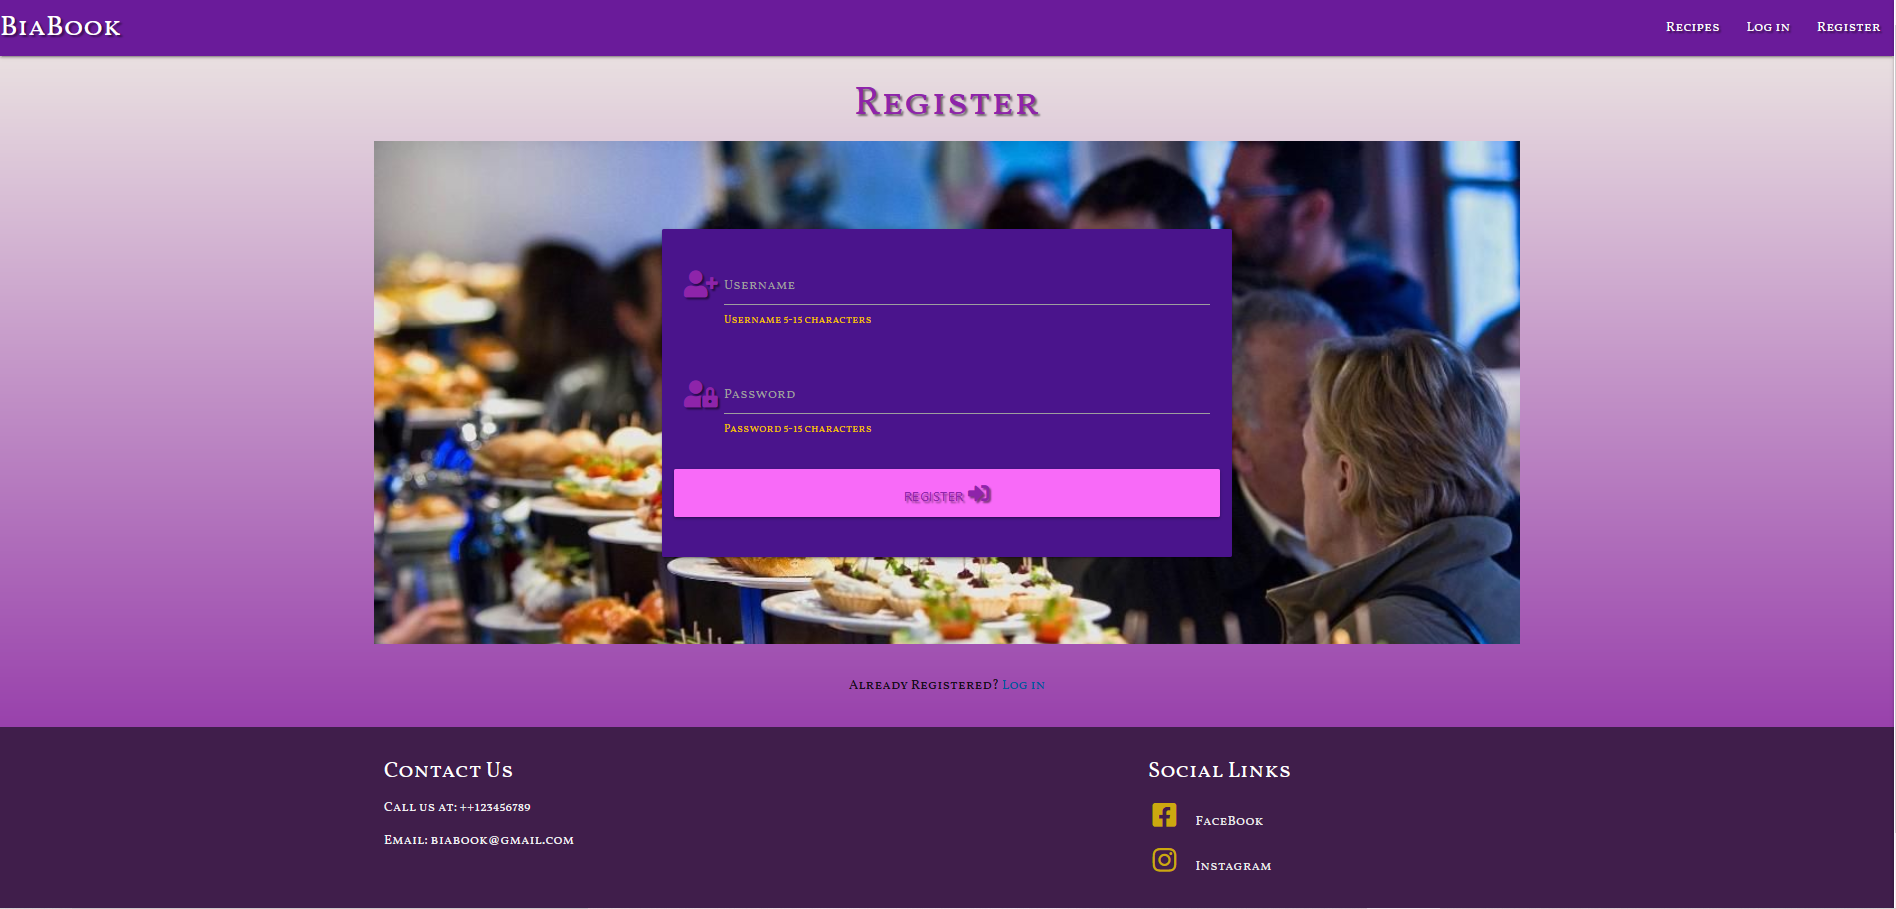 BiaBook
Recipes
Log in
Register
Register
Username
Username 5-15 characters
Password
Password 5-15 characters
REGISTER
Already Registered? Log in
Contact Us
Call us at: ++123456789
Email: biabook@gmail.com
Social Links
FaceBook
Instagram